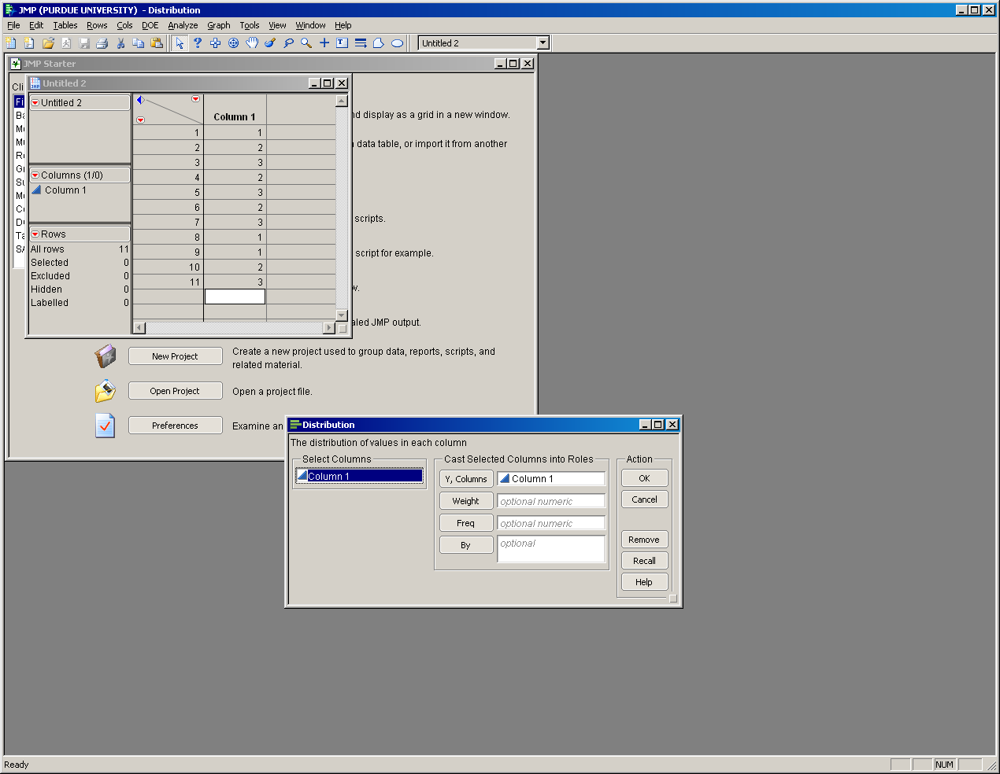 JMP (PURDUE UNIVERSITY) - Distribution
File Edit Tables Rows Cols DOE Analyze Graph Tools View Window Help
Untitled 2
JMP Starter
Untitled 2
Untitled 2
Column 1
Columns (1/0)
Column 1
Rows
All rows 11
Selected 0
Excluded 0
Hidden 0
Labelled 0
1 1
2 2
3 3
4 2
5 3
6 2
7 3
8 1
9 1
10 2
11 3
nd display as a grid in a new window.
data table, or import it from another
scripts.
script for example.
w.
aled JMP output.
New Project
Create a new project used to group data, reports, scripts, and
related material.
Open Project
Open a project file.
Preferences
Examine an
Distribution
The distribution of values in each column
Select Columns
Column 1
Cast Selected Columns into Roles
Y, Columns Column 1
Weight optional numeric
Freq optional numeric
By optional
Action
OK
Cancel
Remove
Recall
Help
Ready
NUM